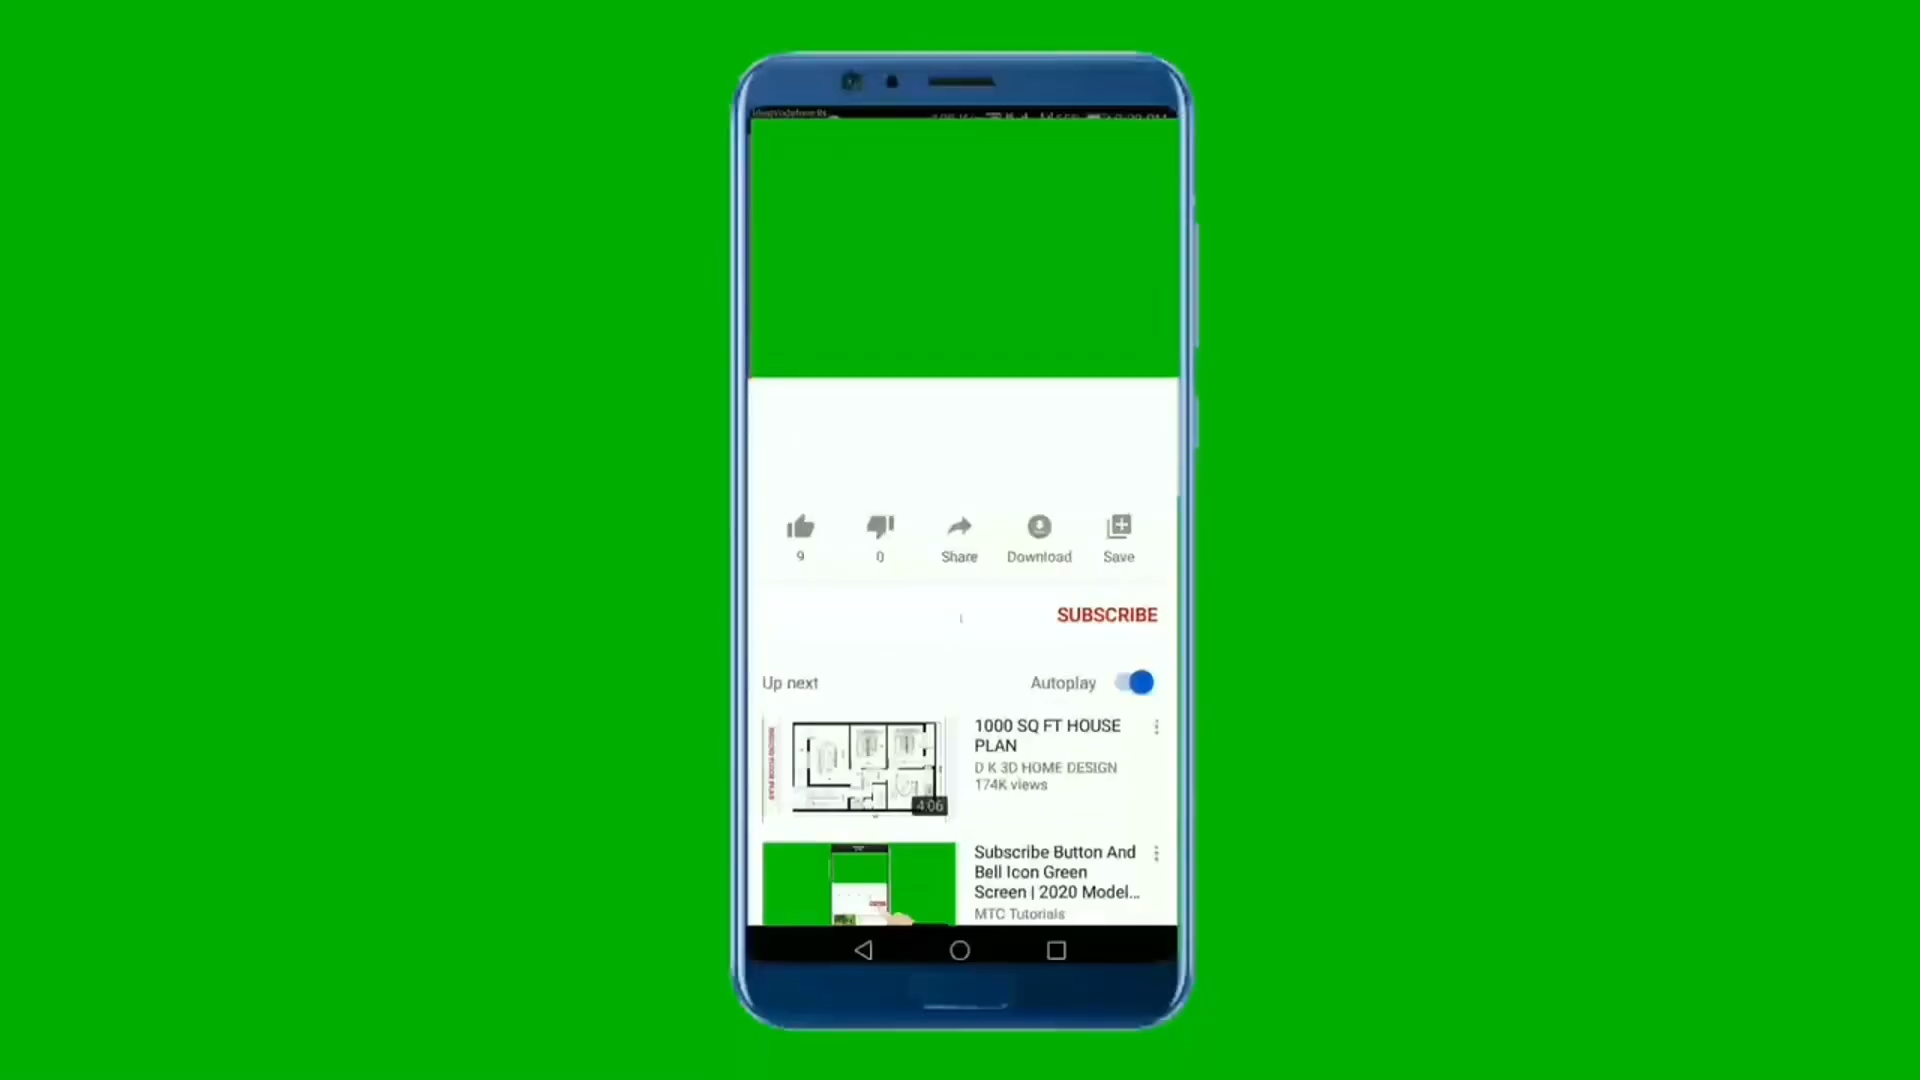 9
0
Share
Download
Save
SUBSCRIBE
Up next
Autoplay
1000 SQ FT HOUSE
PLAN
D K 3D HOME DESIGN
174K views
4:06
Subscribe Button And
Bell Icon Green
Screen | 2020 Model...
MTC Tutorials